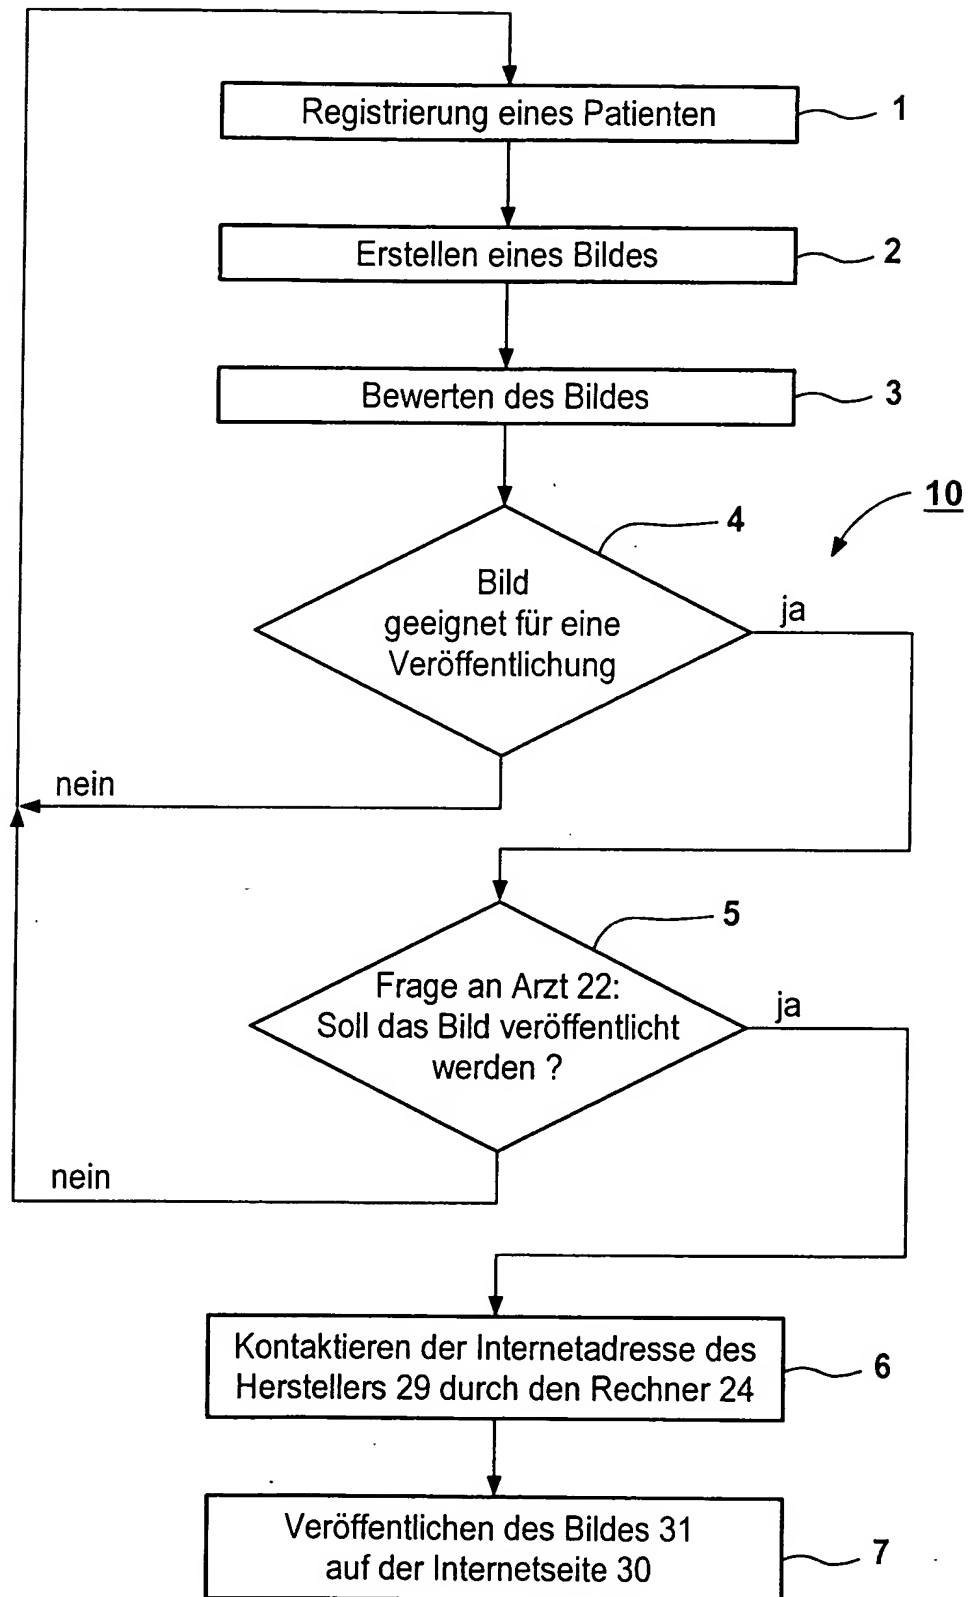 Registrierung eines Patienten
1
Erstellen eines Bildes
2
Bewerten des Bildes
3
10
4
Bild
geeignet für eine
Veröffentlichung
ja
nein
5
Frage an Arzt 22:
Soll das Bild veröffentlicht
werden ?
ja
nein
Kontaktieren der Internetadresse des
Herstellers 29 durch den Rechner 24
6
Veröffentlichen des Bildes 31
auf der Internetseite 30
7